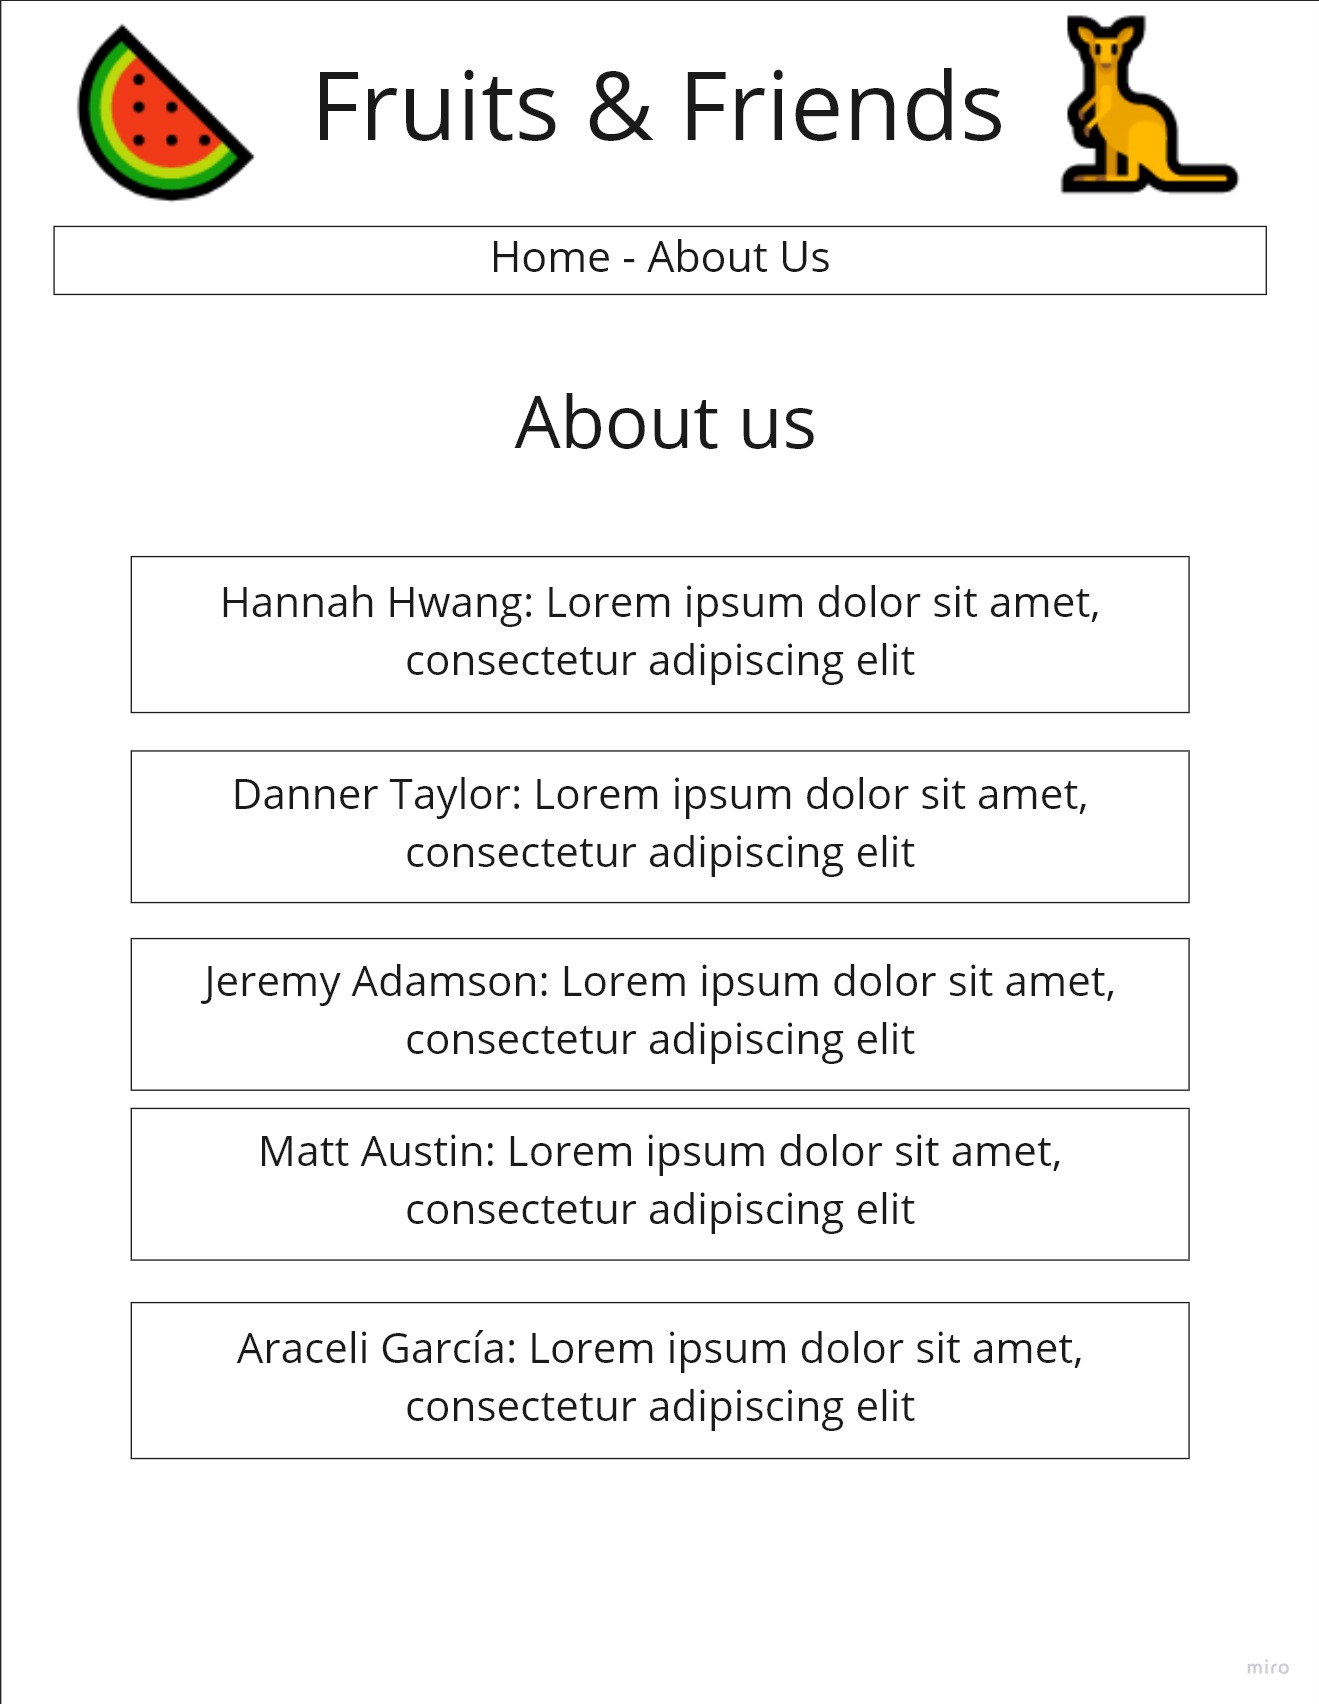 Fruits & Friends
Home - About Us
About us
Hannah Hwang: Lorem ipsum dolor sit amet,
consectetur adipiscing elit
Danner Taylor: Lorem ipsum dolor sit amet,
consectetur adipiscing elit
Jeremy Adamson: Lorem ipsum dolor sit amet,
consectetur adipiscing elit
Matt Austin: Lorem ipsum dolor sit amet,
consectetur adipiscing elit
Araceli García: Lorem ipsum dolor sit amet,
consectetur adipiscing elit
miro